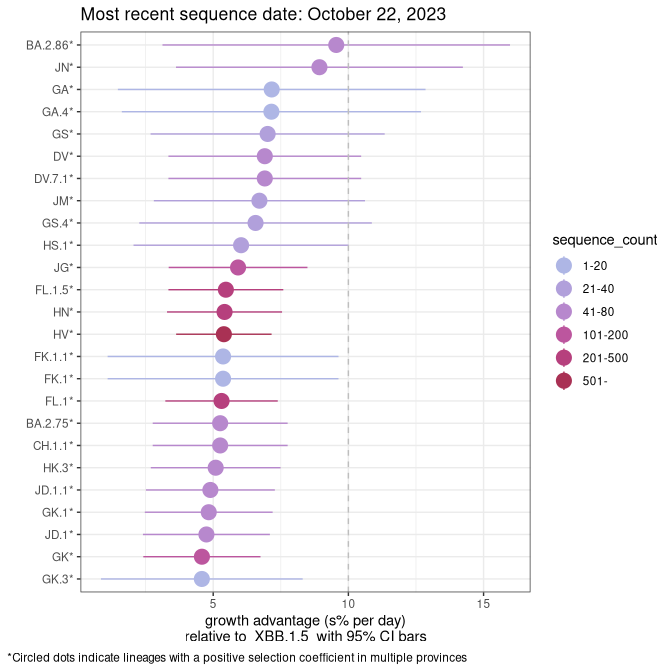 Most recent sequence date: October 22, 2023
BA.2.86*
JN*
GA*
GA.4*
GS*
DV*
DV.7.1*
JM*
GS.4*
HS.1*
JG*
FL.1.5*
HN*
HV*
FK.1.1*
FK.1*
FL.1*
BA.2.75*
CH.1.1*
HK.3*
JD.1.1*
GK.1*
JD.1*
GK*
GK.3*
5 10 15
growth advantage (s% per day)
relative to XBB.1.5 with 95% CI bars
sequence_count
1-20
21-40
41-80
101-200
201-500
501-
*Circled dots indicate lineages with a positive selection coefficient in multiple provinces